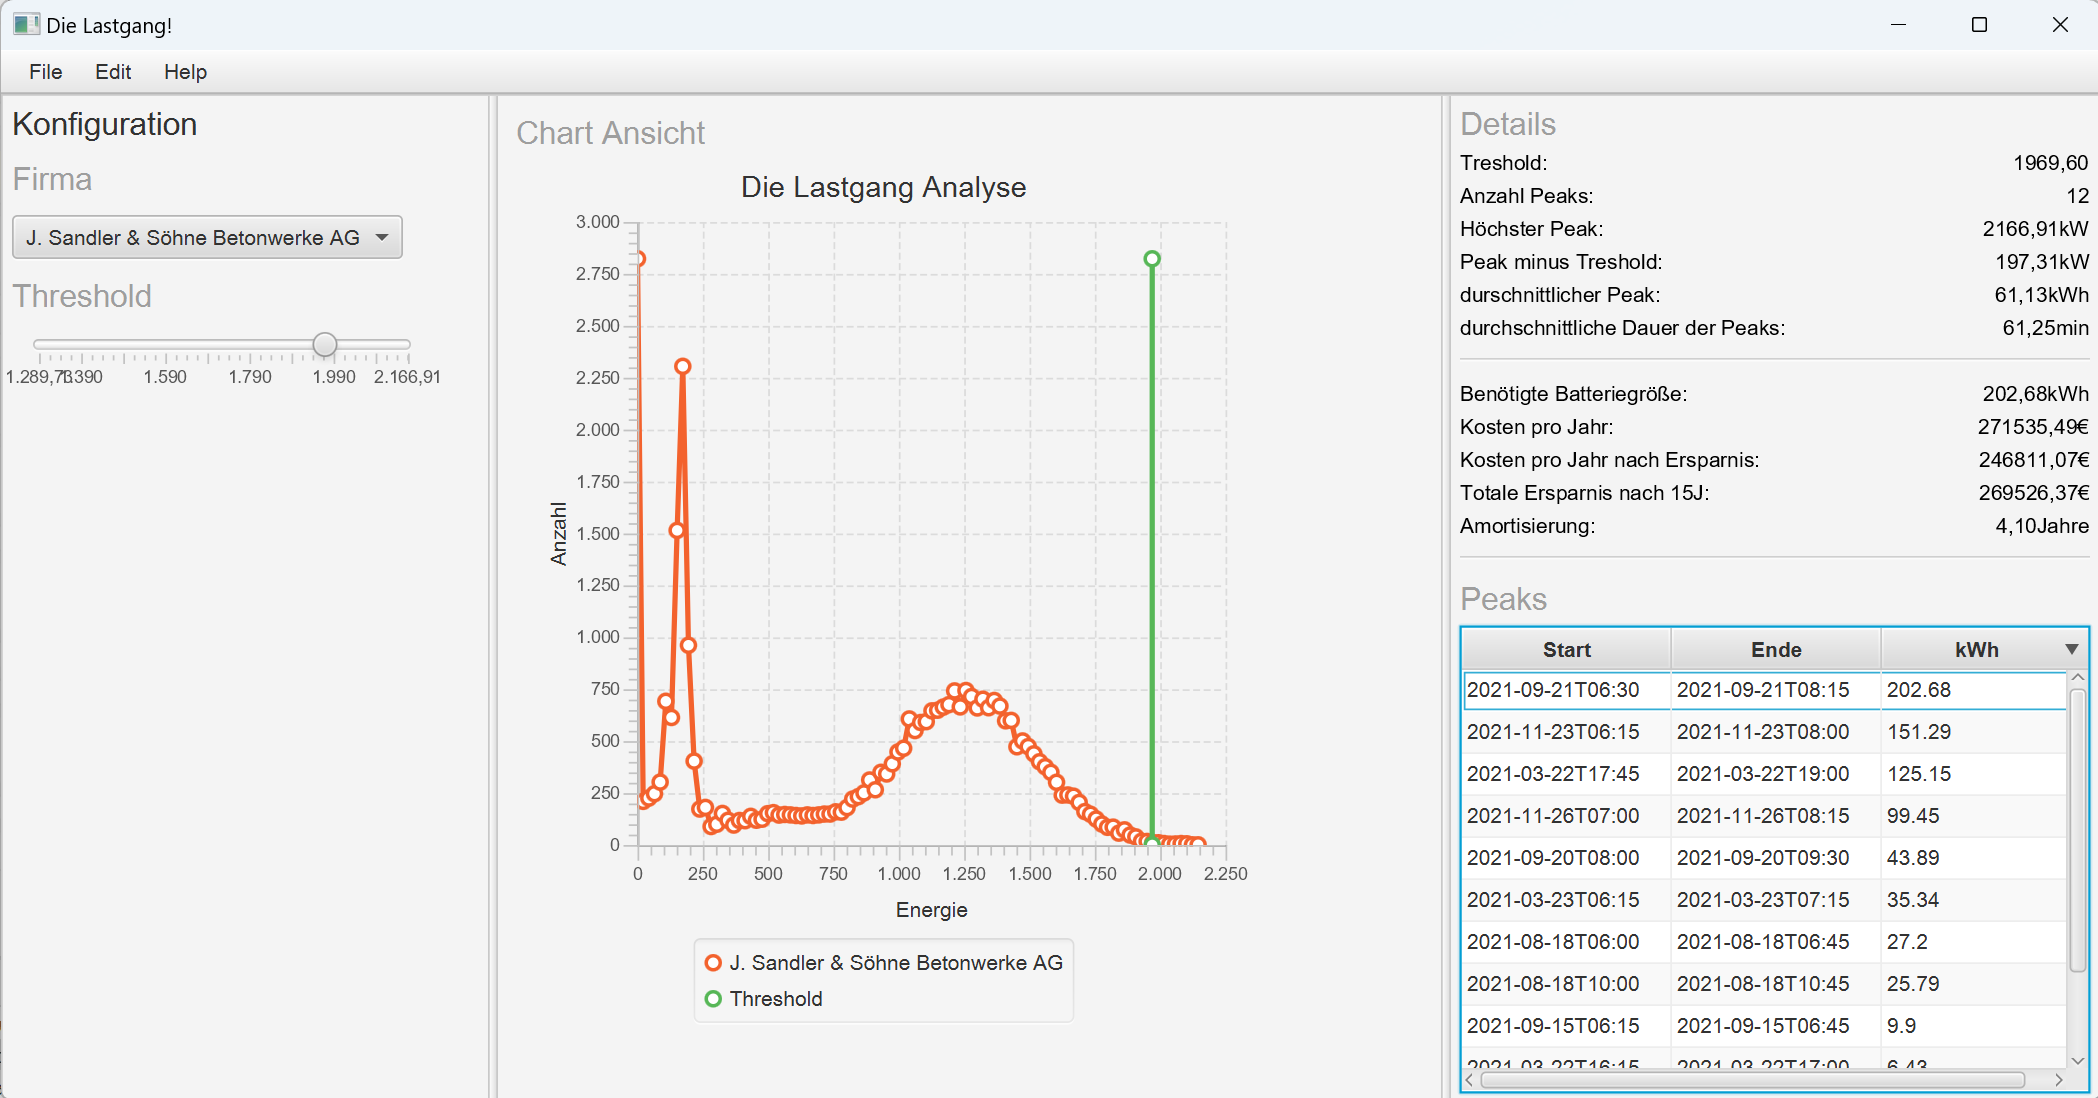 Die Lastgang!
File Edit Help
Konfiguration
Firma
J. Sandler & Söhne Betonwerke AG
Threshold
1.590 1.790 1.990 2.166,91
Chart Ansicht
Die Lastgang Analyse
3.000
2.750
2.500
2.250
2.000
1.750
1.500
1.250
1.000
750
500
250
0
Anzahl
0 250 500 750 1.000 1.250 1.500 1.750 2.000 2.250
Energie
J. Sandler & Söhne Betonwerke AG
Threshold
Details
Treshold: 1969,60
Anzahl Peaks: 12
Höchster Peak: 2166,91kW
Peak minus Treshold: 197,31kW
durschnittlicher Peak: 61,13kWh
durchschnittliche Dauer der Peaks: 61,25min
Benötigte Batteriegröße: 202,68kWh
Kosten pro Jahr: 271535,49€
Kosten pro Jahr nach Ersparnis: 246811,07€
Totale Ersparnis nach 15J: 269526,37€
Amortisierung: 4,10Jahre
Peaks
Start Ende kWh
2021-09-21T06:30 2021-09-21T08:15 202.68
2021-11-23T06:15 2021-11-23T08:00 151.29
2021-03-22T17:45 2021-03-22T19:00 125.15
2021-11-26T07:00 2021-11-26T08:15 99.45
2021-09-20T08:00 2021-09-20T09:30 43.89
2021-03-23T06:15 2021-03-23T07:15 35.34
2021-08-18T06:00 2021-08-18T06:45 27.2
2021-08-18T10:00 2021-08-18T10:45 25.79
2021-09-15T06:15 2021-09-15T06:45 9.9
2021-03-22T16:15 2021-03-22T17:00 6.43